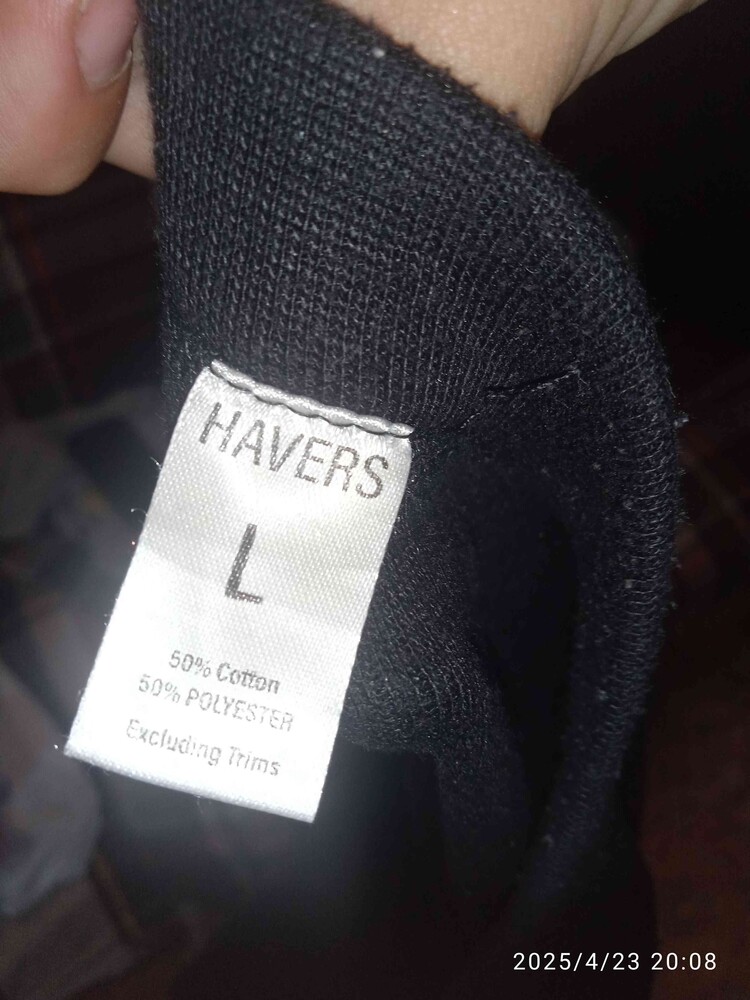 HAVERS
L
50% Cotton
50% POLYESTER
Excluding Trims
2025/4/23 20:08